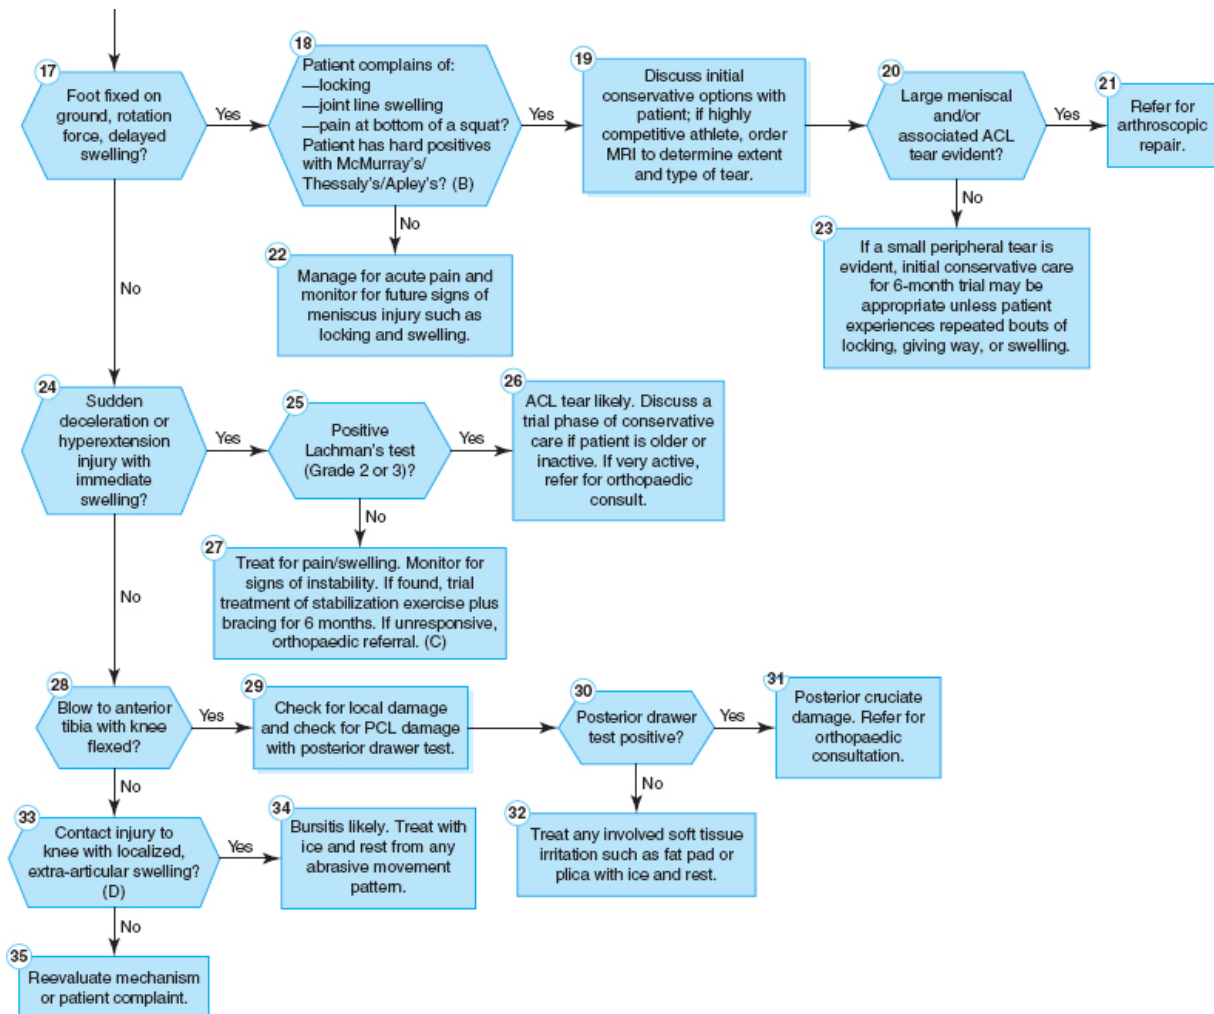 17
Foot fixed on
ground, rotation
force, delayed
swelling?
Yes
18
Patient complains of:
—locking
—joint line swelling
—pain at bottom of a squat?
Patient has hard positives
with McMurray's/
Thessaly's/Apley's? (B)
Yes
19
Discuss initial
conservative options with
patient; if highly
competitive athlete, order
MRI to determine extent
and type of tear.
20
Large meniscal
and/or
associated ACL
tear evident?
Yes
21
Refer for
arthroscopic
repair.
No
22
Manage for acute pain and
monitor for future signs of
meniscus injury such as
locking and swelling.
No
23
If a small peripheral tear is
evident, initial conservative care
for 6-month trial may be
appropriate unless patient
experiences repeated bouts of
locking, giving way, or swelling.
No
24
Sudden
deceleration or
hyperextension
injury with
immediate
swelling?
Yes
25
Positive
Lachman's test
(Grade 2 or 3)?
Yes
26
ACL tear likely. Discuss a
trial phase of conservative
care if patient is older or
inactive. If very active,
refer for orthopaedic
consult.
No
27
Treat for pain/swelling. Monitor for
signs of instability. If found, trial
treatment of stabilization exercise plus
bracing for 6 months. If unresponsive,
orthopaedic referral. (C)
No
28
Blow to anterior
tibia with knee
flexed?
Yes
29
Check for local damage
and check for PCL damage
with posterior drawer test.
30
Posterior drawer
test positive?
Yes
31
Posterior cruciate
damage. Refer for
orthopaedic
consultation.
No
32
Treat any involved soft tissue
irritation such as fat pad or
plica with ice and rest.
No
33
Contact injury to
knee with localized,
extra-articular swelling?
(D)
Yes
34
Bursitis likely. Treat with
ice and rest from any
abrasive movement
pattern.
No
35
Reevaluate mechanism
or patient complaint.